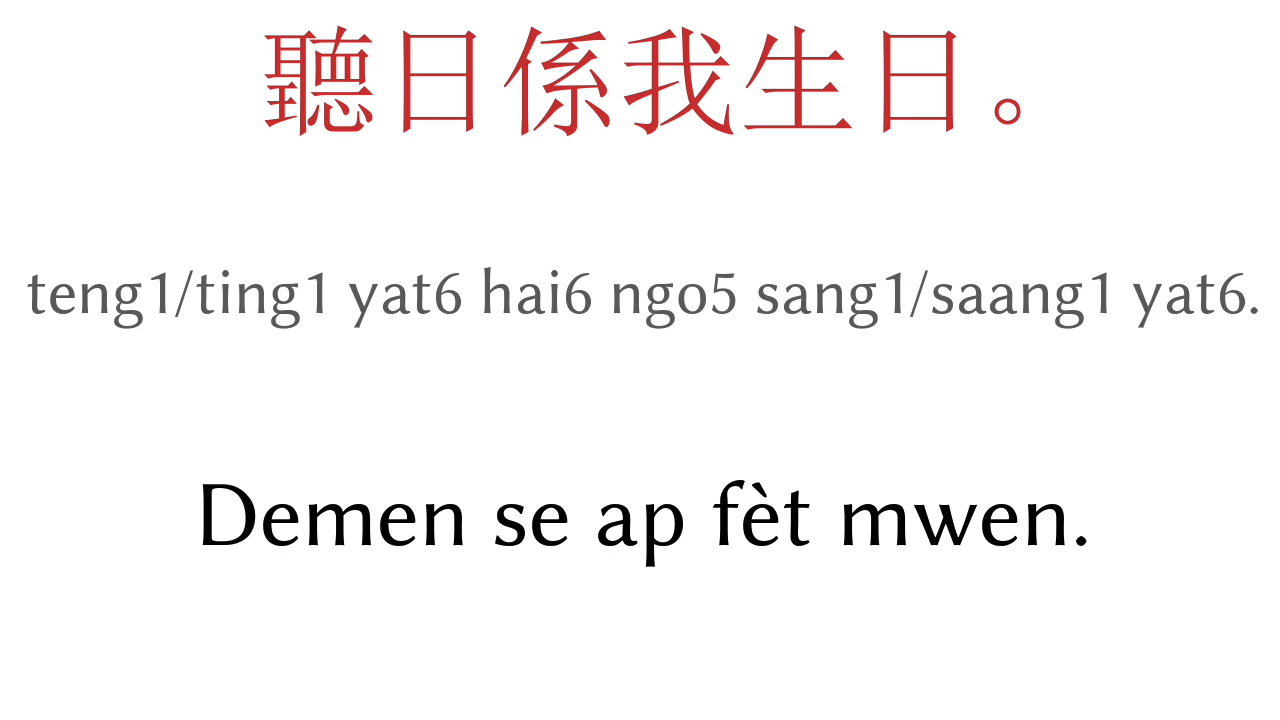 聽日係我生日。
teng1/ting1 yat6 hai6 ngo5 sang1/saang1 yat6.
Demen se ap fèt mwen.